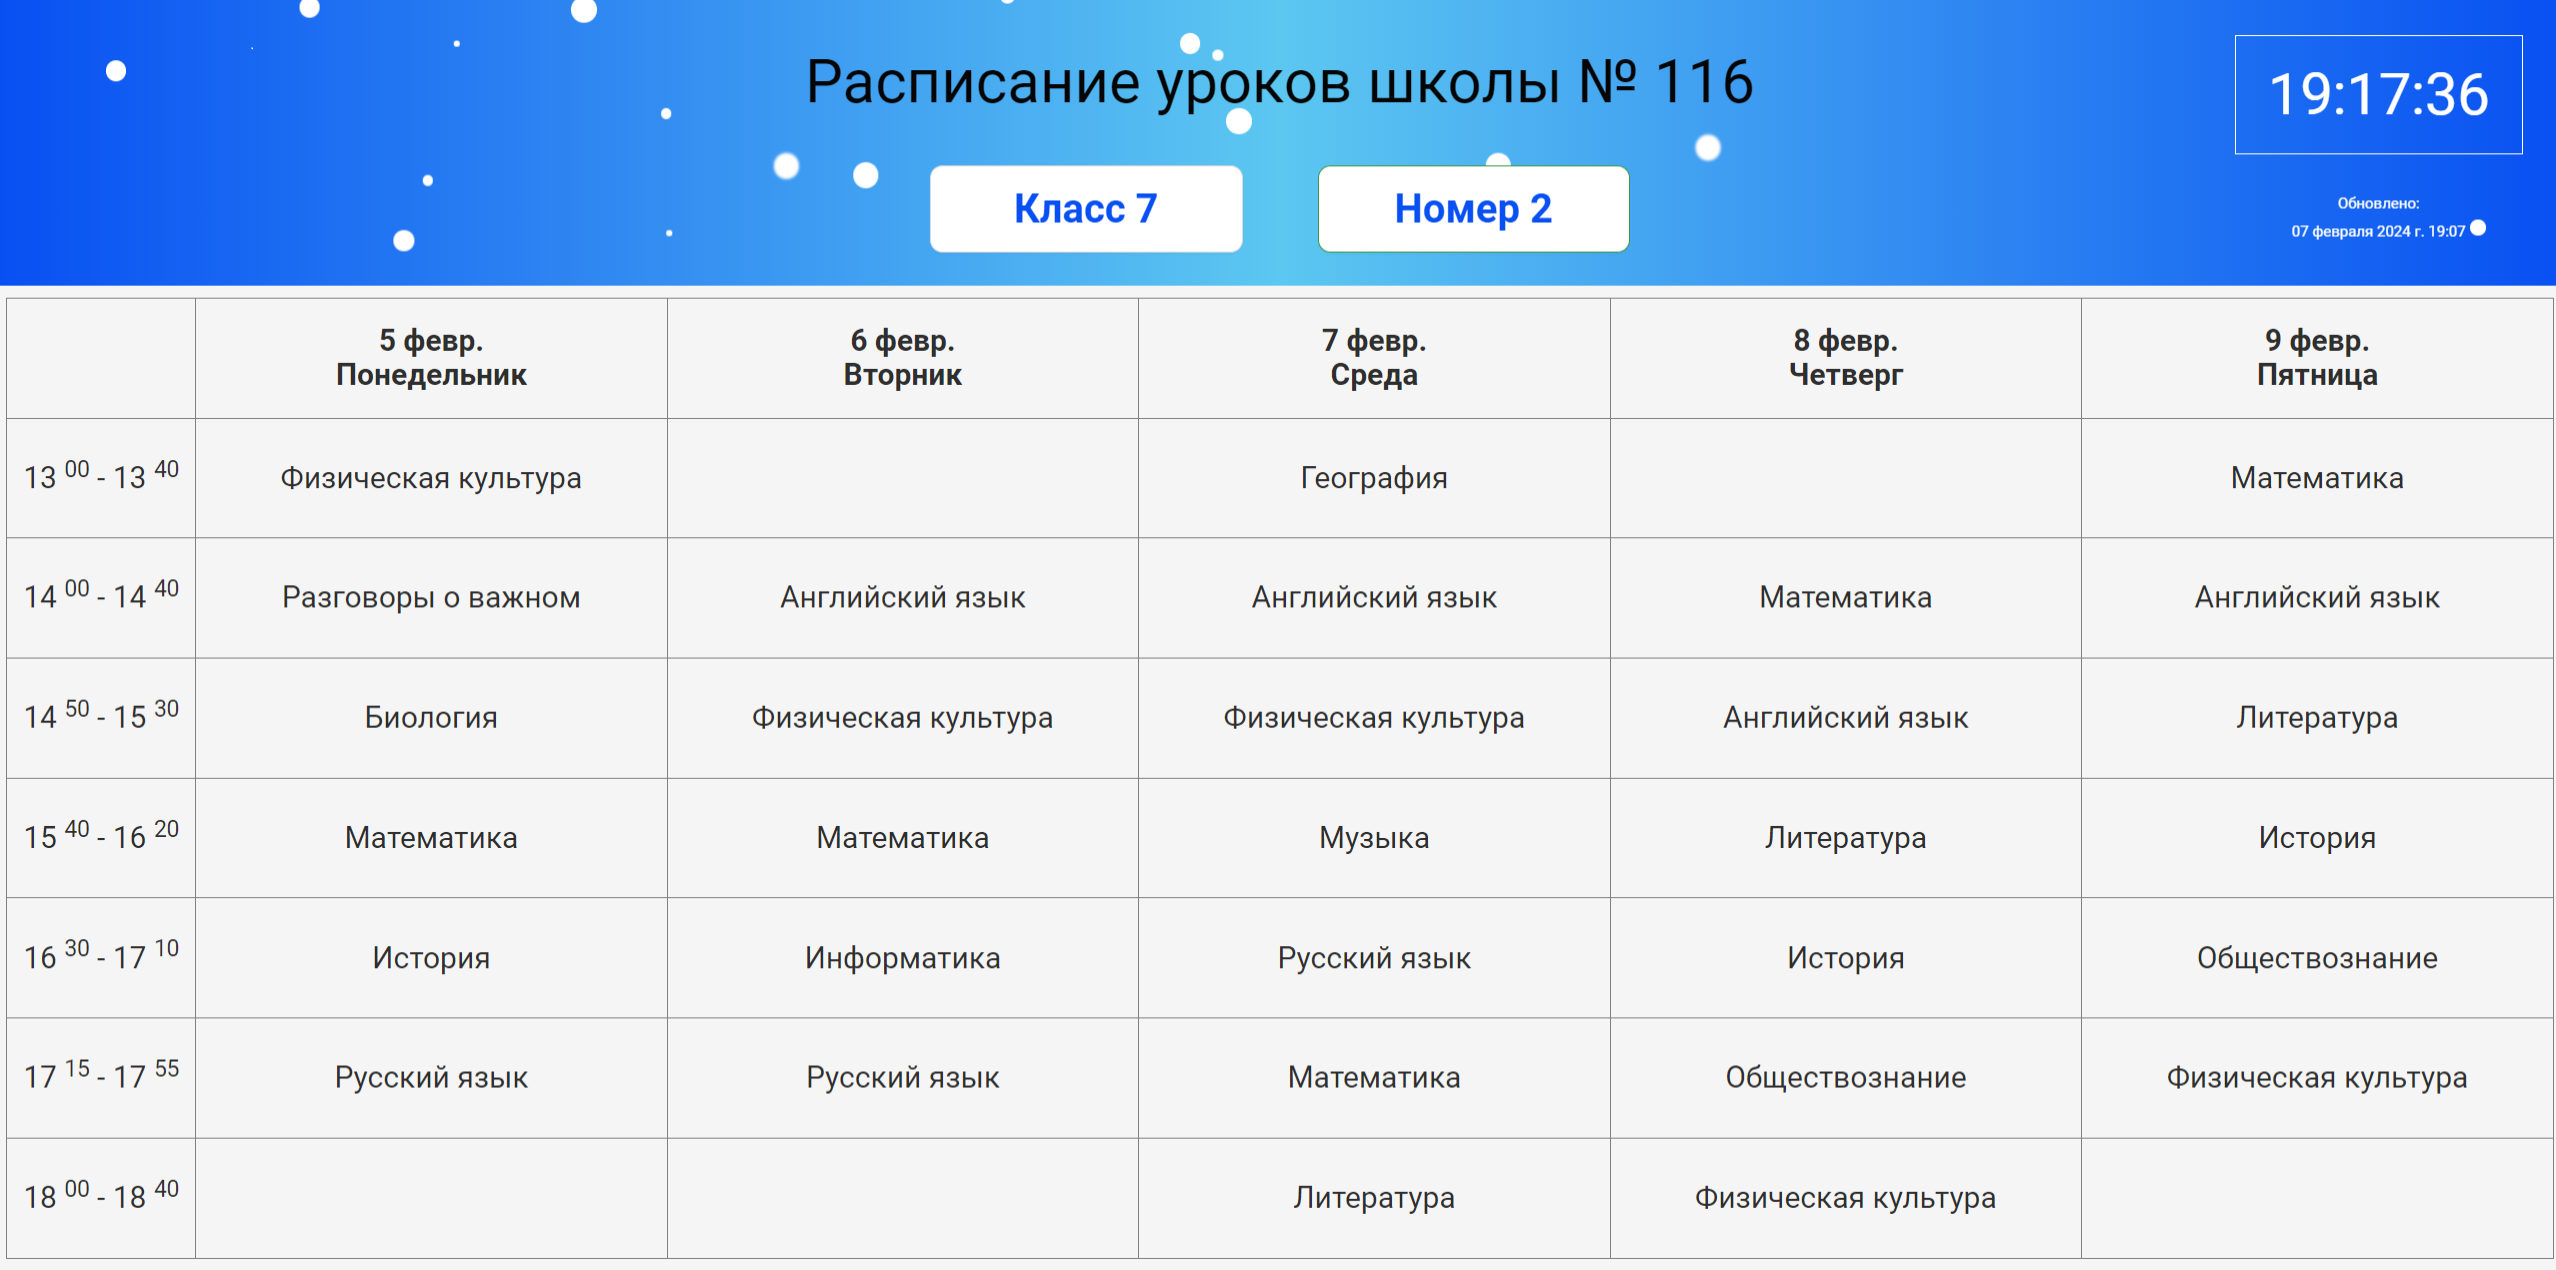 Расписание уроков школы № 116
19:17:36
Класс 7
Номер 2
Обновлено:
07 февраля 2024 г. 19:07
5 февр. 6 февр. 7 февр. 8 февр. 9 февр.
Понедельник Вторник Среда Четверг Пятница
13 00 - 13 40 Физическая культура География Математика
14 00 - 14 40 Разговоры о важном Английский язык Английский язык Математика Английский язык
14 50 - 15 30 Биология Физическая культура Физическая культура Английский язык Литература
15 40 - 16 20 Математика Математика Музыка Литература История
16 30 - 17 10 История Информатика Русский язык История Обществознание
17 15 - 17 55 Русский язык Русский язык Математика Обществознание Физическая культура
18 00 - 18 40 Литература Физическая культура